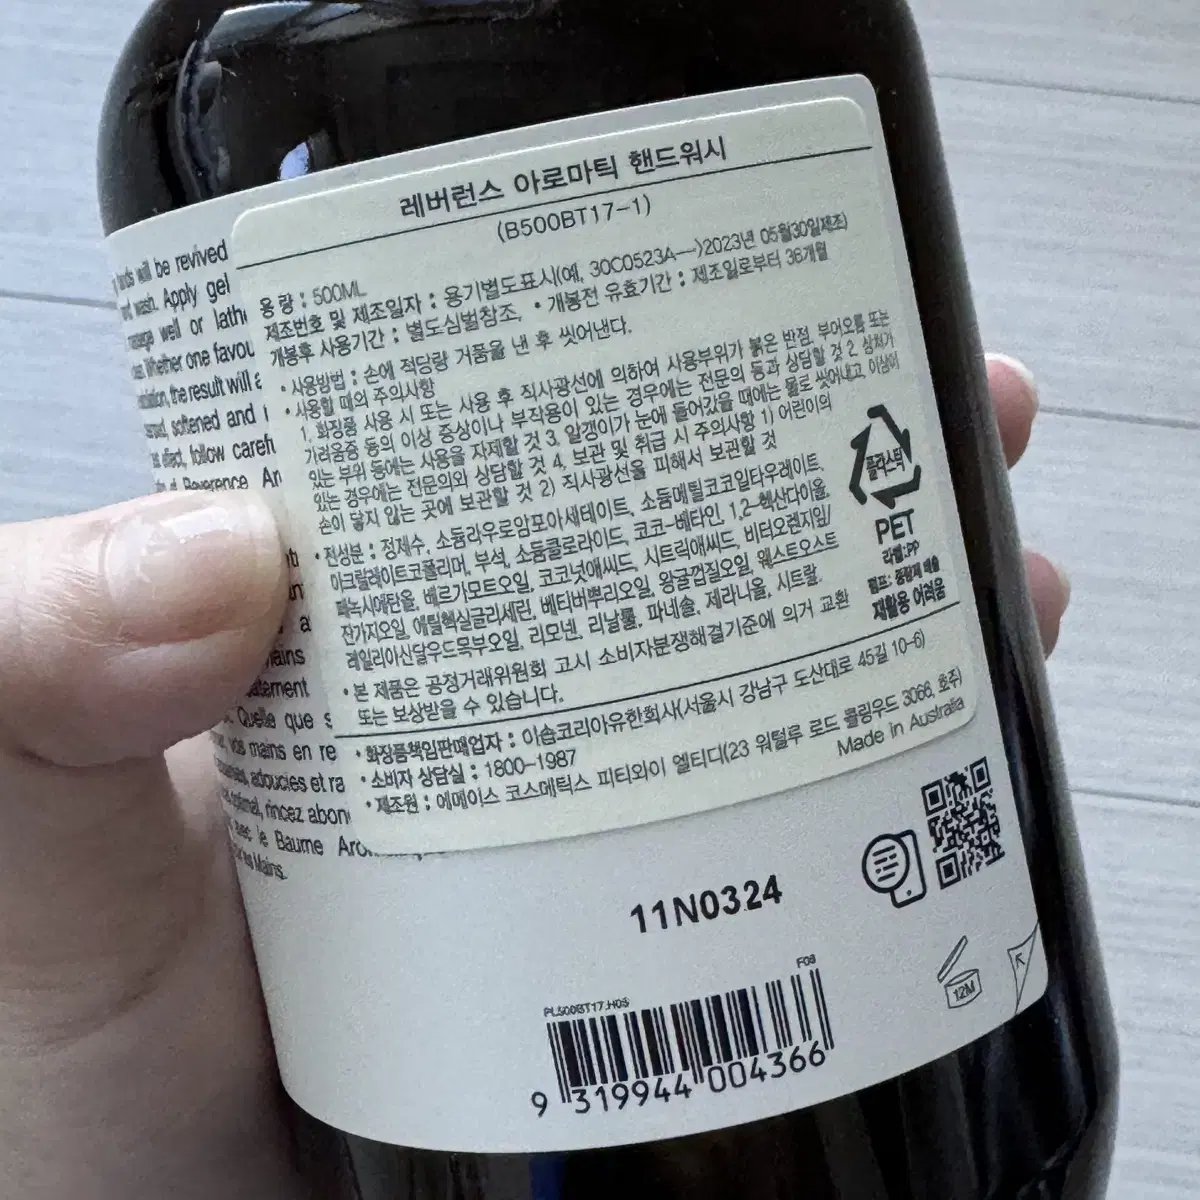 레버런스 아로마틱 핸드워시
(B500BT17-1)
용량 : 500ML
제조번호 및 제조일자 : 용기별도표시(예, 30C0523A-->2023년 05월30일제조)
개봉후 사용기간 : 별도심벌참조, • 개봉전 유효기간 : 제조일로부터 36개월
• 사용방법 : 손에 적당량 거품을 낸 후 씻어낸다.
• 사용할 때의 주의사항
1. 화장품 사용 시 또는 사용 후 직사광선에 의하여 사용부위가 붉은 반점, 부어오름 또는
가려움증 등의 이상 증상이나 부작용이 있는 경우에는 전문의 등과 상담할 것 2. 상처가
있는 부위 등에는 사용을 자제할 것 3. 알갱이가 눈에 들어갔을 때에는 물로 씻어내고, 이상이
있는 경우에는 전문의와 상담할 것 4. 보관 및 취급 시 주의사항 1) 어린이의
손이 닿지 않는 곳에 보관할 것 2) 직사광선을 피해서 보관할 것
• 전성분 : 정제수, 소듐라우로암포아세테이트, 소듐메틸코코일타우레이트,
아크릴레이트코폴리머, 부석, 소듐클로라이드, 코코-베타인, 1,2-헥산다이올,
페녹시에탄올, 베르가모트오일, 코코넛애씨드, 시트릭애씨드, 비터오렌지잎/
잔가지오일, 에틸헥실글리세린, 베티버뿌리오일, 왕귤껍질오일, 웨스트오스트
레일리아산달우드목부오일, 리모넨, 리날룰, 파네솔, 제라니올, 시트랄.
• 본 제품은 공정거래위원회 고시 소비자분쟁해결기준에 의거 교환
또는 보상받을 수 있습니다.
플라스틱
PET
라벨:PP
펌프: 종량제 배출
재활용 어려움
• 화장품책임판매업자 : 이솝코리아유한회사(서울시 강남구 도산대로 45길 10-6)
• 소비자 상담실 : 1800-1987
• 제조원 : 에메이스 코스메틱스 피티와이 엘티디(23 워털루 로드 콜링우드 3066, 호주)
Made in Australia
will be revived
wash. Apply gel
well or lath
Whether one favou
the result will
softened and i
effect, follow caref
Reverence Ar
Quelle que s
mains en re
adoucies et ra
rincez abon
avec le Baume Aro
Mains.
11N0324
12M
PL500BT17.H05
F08
9 319944 004366